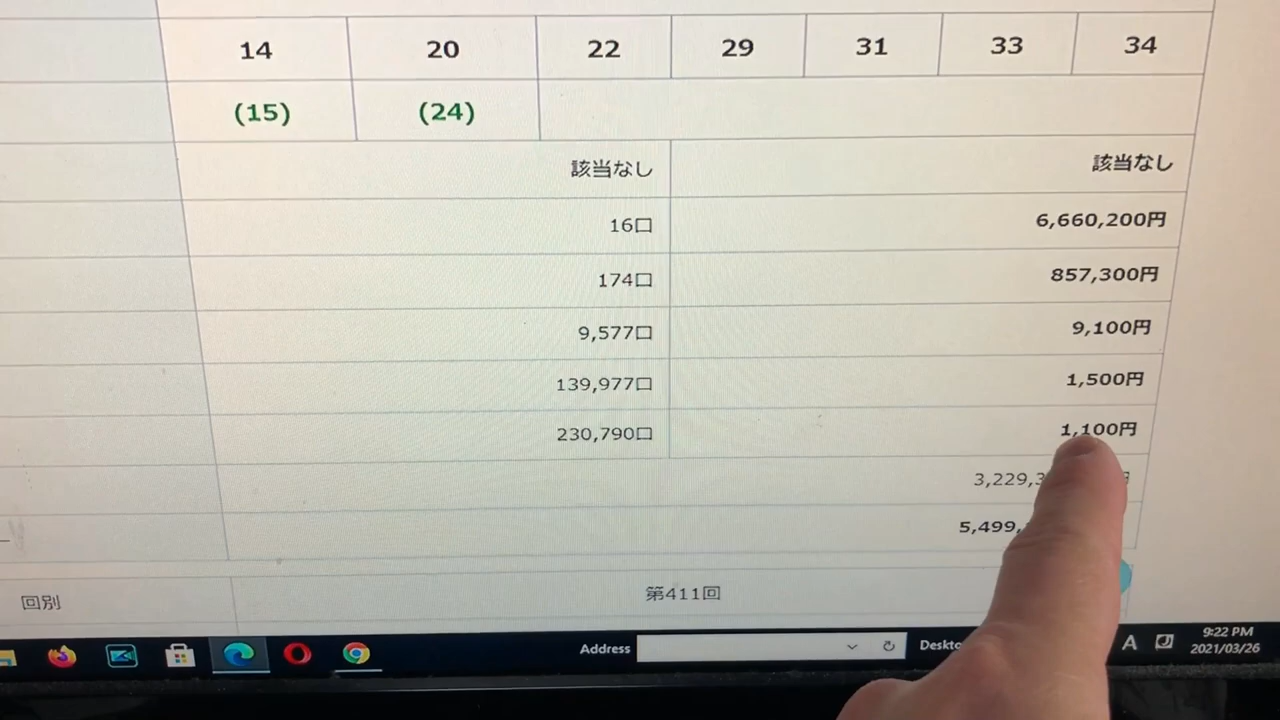 14 20 22 29 31 33 34
(15) (24)
該当なし 該当なし
16口 6,660,200円
174口 857,300円
9,577口 9,100円
139,977口 1,500円
230,790口 1,100円
3,229,3
5,499,
回別 第411回
Address Deskto A 9:22 PM
2021/03/26